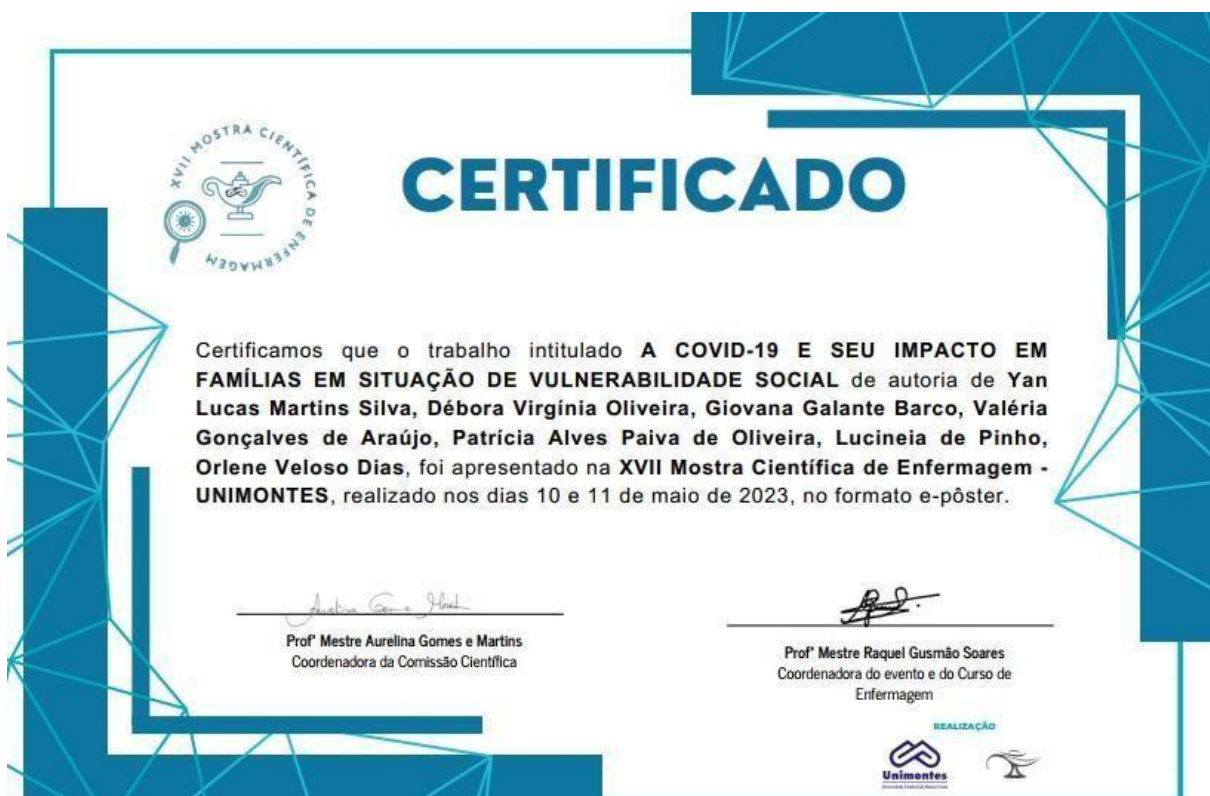 XVII MOSTRA CIENTÍFICA DE ENFERMAGEM
CERTIFICADO
Certificamos que o trabalho intitulado A COVID-19 E SEU IMPACTO EM
FAMÍLIAS EM SITUAÇÃO DE VULNERABILIDADE SOCIAL de autoria de Yan
Lucas Martins Silva, Débora Virgínia Oliveira, Giovana Galante Barco, Valéria
Gonçalves de Araújo, Patrícia Alves Paiva de Oliveira, Lucineia de Pinho,
Orlene Veloso Dias, foi apresentado na XVII Mostra Científica de Enfermagem -
UNIMONTES, realizado nos dias 10 e 11 de maio de 2023, no formato e-pôster.
Profª Mestre Aurelina Gomes e Martins
Coordenadora da Comissão Científica
Profª Mestre Raquel Gusmão Soares
Coordenadora do evento e do Curso de
Enfermagem
REALIZAÇÃO
Unimontes